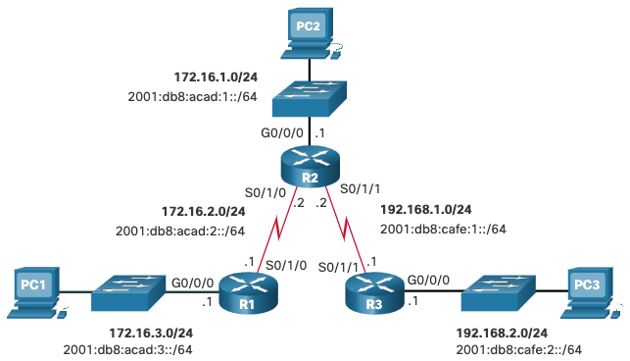 PC2
172.16.1.0/24
2001:db8:acad:1::/64
G0/0/0
.1
R2
S0/1/0
S0/1/1
.2
.2
172.16.2.0/24
2001:db8:acad:2::/64
192.168.1.0/24
2001:db8:cafe:1::/64
.1
S0/1/0
S0/1/1
.1
PC1
G0/0/0
.1
R1
R3
G0/0/0
.1
PC3
172.16.3.0/24
2001:db8:acad:3::/64
192.168.2.0/24
2001:db8:cafe:2::/64